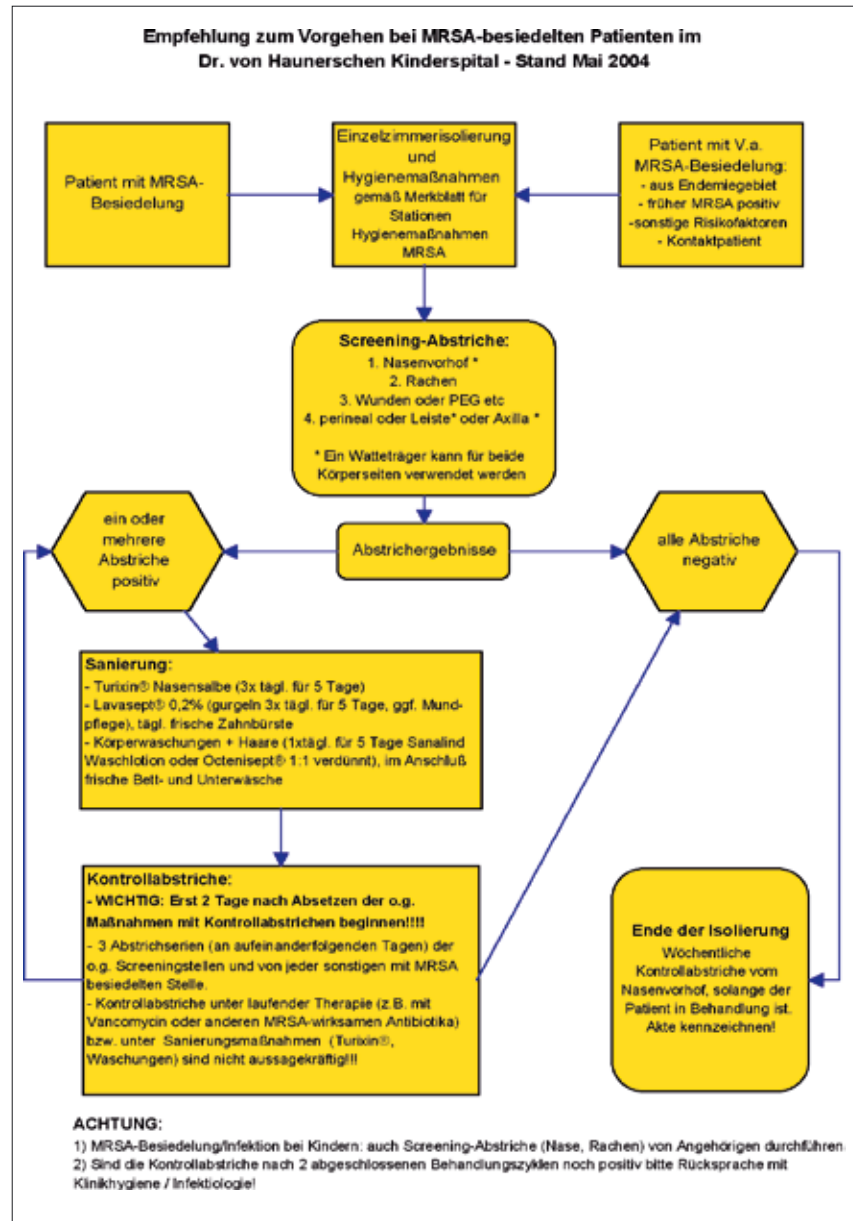 Empfehlung zum Vorgehen bei MRSA-besiedelten Patienten im
Dr. von Haunerschen Kinderspital - Stand Mai 2004
Patient mit MRSA-
Besiedelung
Einzelzimmerisolierung
und
Hygienemaßnahmen
gemäß Merkblatt für
Stationen
Hygienemaßnahmen
MRSA
Patient mit V.a.
MRSA-Besiedelung:
- aus Endemiegebiet
- früher MRSA positiv
-sonstige Risikofaktoren
- Kontaktpatient
Screening-Abstriche:
1. Nasenvorhof *
2. Rachen
3. Wunden oder PEG etc
4. perineal oder Leiste* oder Axilla *
* Ein Watteträger kann für beide
Körperseiten verwendet werden
ein oder
mehrere
Abstriche
positiv
Abstrichergebnisse
alle Abstriche
negativ
Sanierung:
- Turixin® Nasensalbe (3x tägl. für 5 Tage)
- Lavasept® 0,2% (gurgeln 3x tägl. für 5 Tage, ggf. Mund-
pflege), tägl. frische Zahnbürste
- Körperwaschungen + Haare (1xtägl. für 5 Tage Sanalind
Waschlotion oder Octenisept® 1:1 verdünnt), im Anschluß
frische Bett- und Unterwäsche
Kontrollabstriche:
- WICHTIG: Erst 2 Tage nach Absetzen der o.g.
Maßnahmen mit Kontrollabstrichen beginnen!!!!
- 3 Abstrichserien (an aufeinanderfolgenden Tagen) der
o.g. Screeningstellen und von jeder sonstigen mit MRSA
besiedelten Stelle.
- Kontrollabstriche unter laufender Therapie (z.B. mit
Vancomycin oder anderen MRSA-wirksamen Antibiotika)
bzw. unter Sanierungsmaßnahmen (Turixin®,
Waschungen) sind nicht aussagekräftig!!!
Ende der Isolierung
Wöchentliche
Kontrollabstriche vom
Nasenvorhof, solange der
Patient in Behandlung ist.
Akte kennzeichnen!
ACHTUNG:
1) MRSA-Besiedelung/Infektion bei Kindern: auch Screening-Abstriche (Nase, Rachen) von Angehörigen durchführen
2) Sind die Kontrollabstriche nach 2 abgeschlossenen Behandlungszyklen noch positiv bitte Rücksprache mit
Klinikhygiene / Infektiologie!